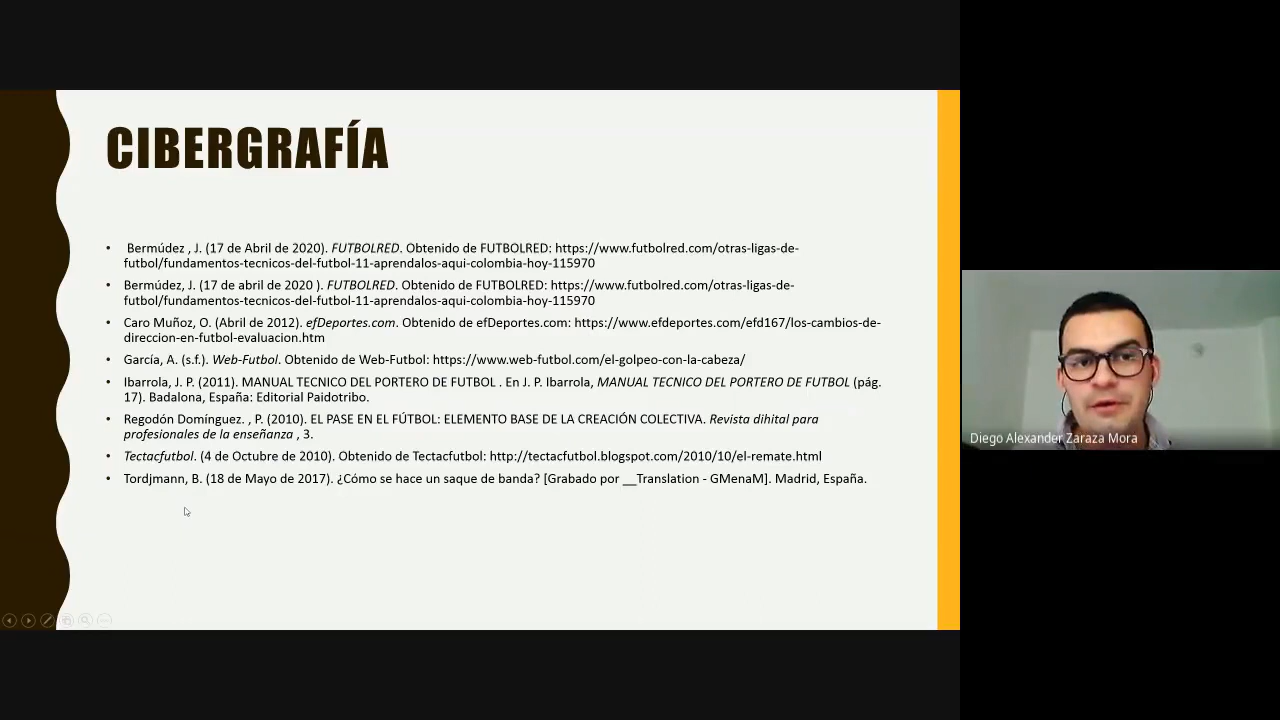 CIBERGRAFÍA
• Bermúdez , J. (17 de Abril de 2020). FUTBOLRED. Obtenido de FUTBOLRED: https://www.futbolred.com/otras-ligas-de-
futbol/fundamentos-tecnicos-del-futbol-11-aprendalos-aqui-colombia-hoy-115970
• Bermúdez, J. (17 de abril de 2020 ). FUTBOLRED. Obtenido de FUTBOLRED: https://www.futbolred.com/otras-ligas-de-
futbol/fundamentos-tecnicos-del-futbol-11-aprendalos-aqui-colombia-hoy-115970
• Caro Muñoz, O. (Abril de 2012). efDeportes.com. Obtenido de efDeportes.com: https://www.efdeportes.com/efd167/los-cambios-de-
direccion-en-futbol-evaluacion.htm
• García, A. (s.f.). Web-Futbol. Obtenido de Web-Futbol: https://www.web-futbol.com/el-golpeo-con-la-cabeza/
• Ibarrola, J. P. (2011). MANUAL TECNICO DEL PORTERO DE FUTBOL . En J. P. Ibarrola, MANUAL TECNICO DEL PORTERO DE FUTBOL (pág.
17). Badalona, España: Editorial Paidotribo.
• Regodón Domínguez. , P. (2010). EL PASE EN EL FÚTBOL: ELEMENTO BASE DE LA CREACIÓN COLECTIVA. Revista dihital para
profesionales de la enseñanza , 3.
• Tectacfutbol. (4 de Octubre de 2010). Obtenido de Tectacfutbol: http://tectacfutbol.blogspot.com/2010/10/el-remate.html
• Tordjmann, B. (18 de Mayo de 2017). ¿Cómo se hace un saque de banda? [Grabado por __Translation - GMenaM]. Madrid, España.
Diego Alexander Zaraza Mora